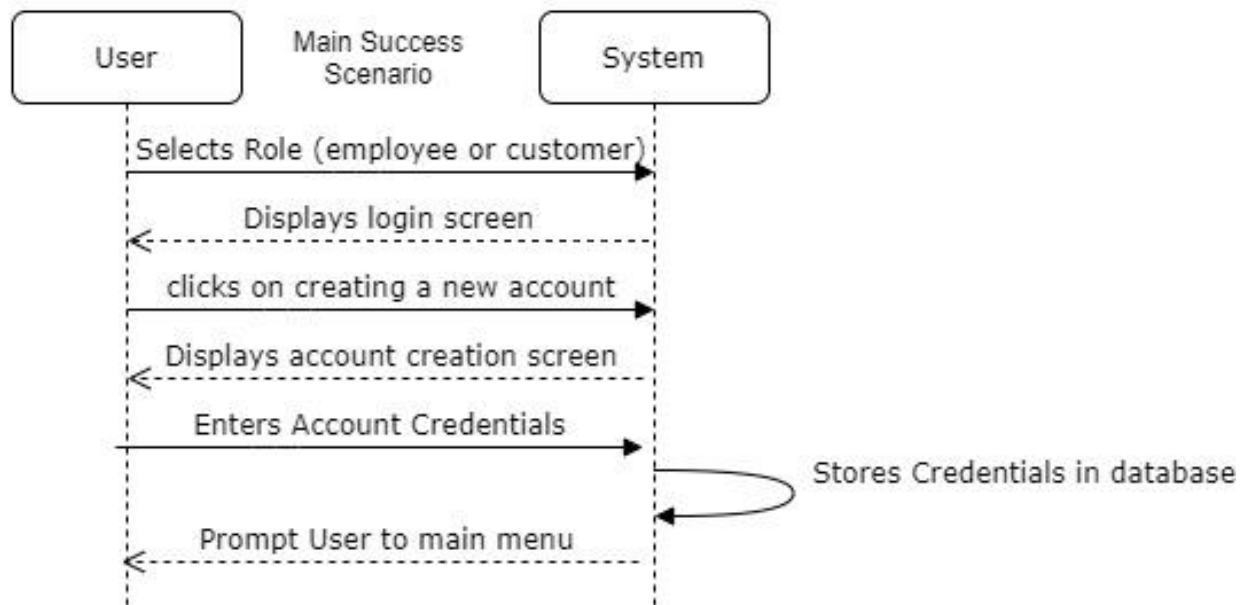 User
Main Success
Scenario
System
Selects Role (employee or customer)
Displays login screen
clicks on creating a new account
Displays account creation screen
Enters Account Credentials
Stores Credentials in database
Prompt User to main menu